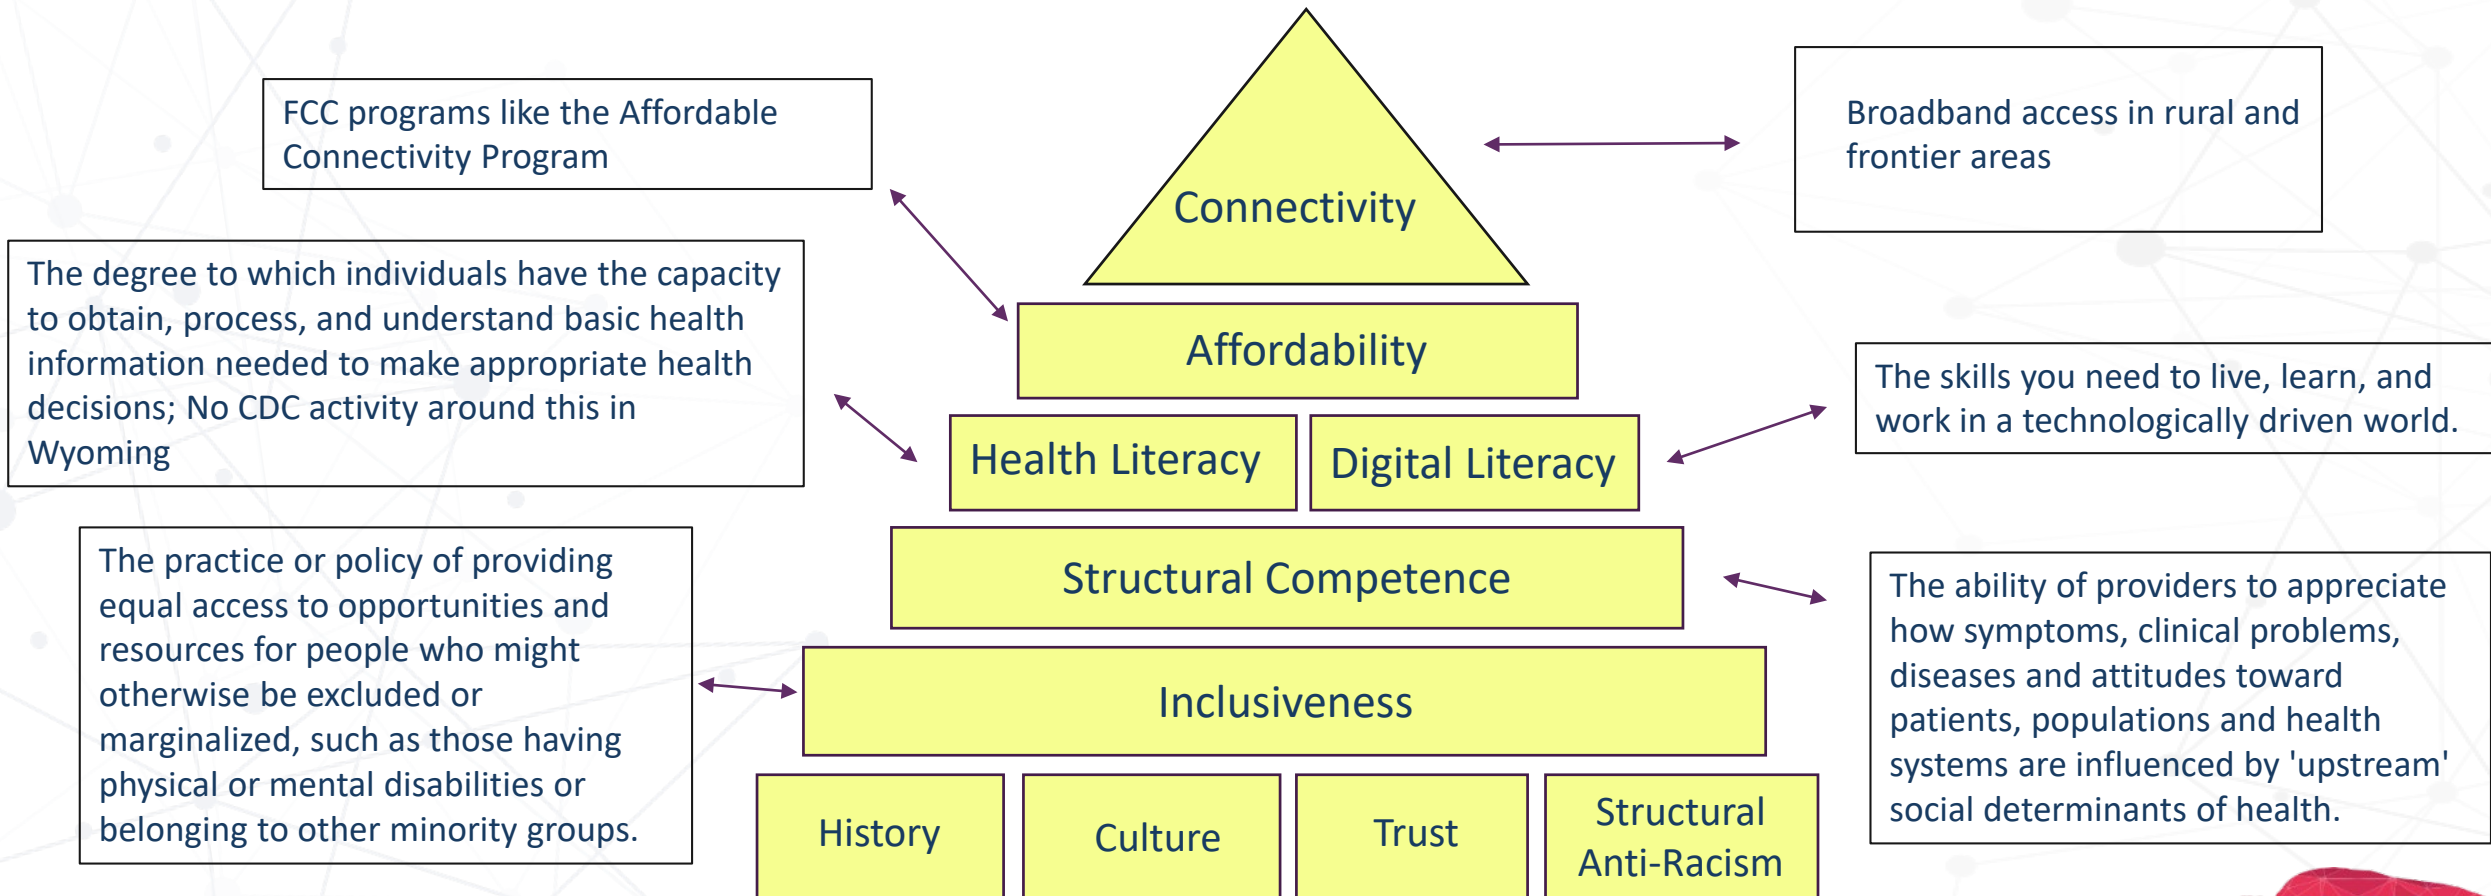 FCC programs like the Affordable
Connectivity Program
Broadband access in rural and
frontier areas
Connectivity
The degree to which individuals have the capacity
to obtain, process, and understand basic health
information needed to make appropriate health
decisions; No CDC activity around this in
Wyoming
Affordability
The skills you need to live, learn, and
work in a technologically driven world.
Health Literacy
Digital Literacy
The practice or policy of providing
equal access to opportunities and
resources for people who might
otherwise be excluded or
marginalized, such as those having
physical or mental disabilities or
belonging to other minority groups.
Structural Competence
The ability of providers to appreciate
how symptoms, clinical problems,
diseases and attitudes toward
patients, populations and health
systems are influenced by 'upstream'
social determinants of health.
Inclusiveness
History
Culture
Trust
Structural
Anti-Racism